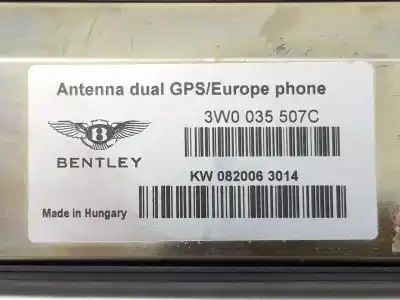 Antenna dual GPS/Europe phone
3W0 035 507C
B
BENTLEY
KW 082006 3014
Made in Hungary